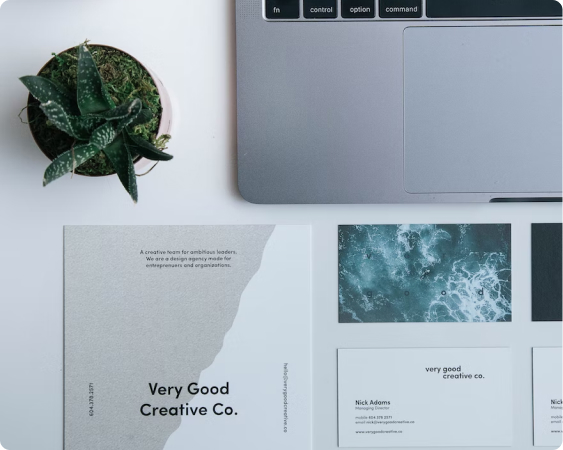 fn
control
option
command
A creative team for ambitious leaders.
We are a design agency made for
entrepreneurs and organizations.
604.378.2571
hello@verygoodcreative.co
Very Good
Creative Co.
very good
creative co.
Nick Adams
Managing Director
mobile 604 378 2571
email nick@verygoodcreative.co
www.verygoodcreative.co
Nick